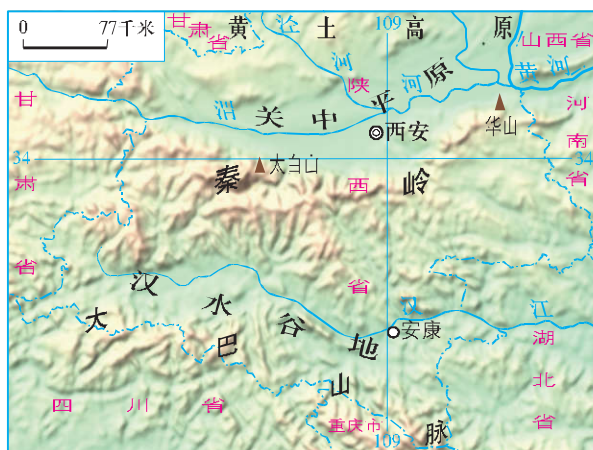 0 77千米
甘肃省
黄土高原
泾河
109
山西省
黄河
陕西省
渭河
关中平原
西安
华山
河南省
甘肃省
34
34
太白山
秦岭
汉水谷地
汉江
安康
大巴山脉
湖北省
四川省
重庆市
109